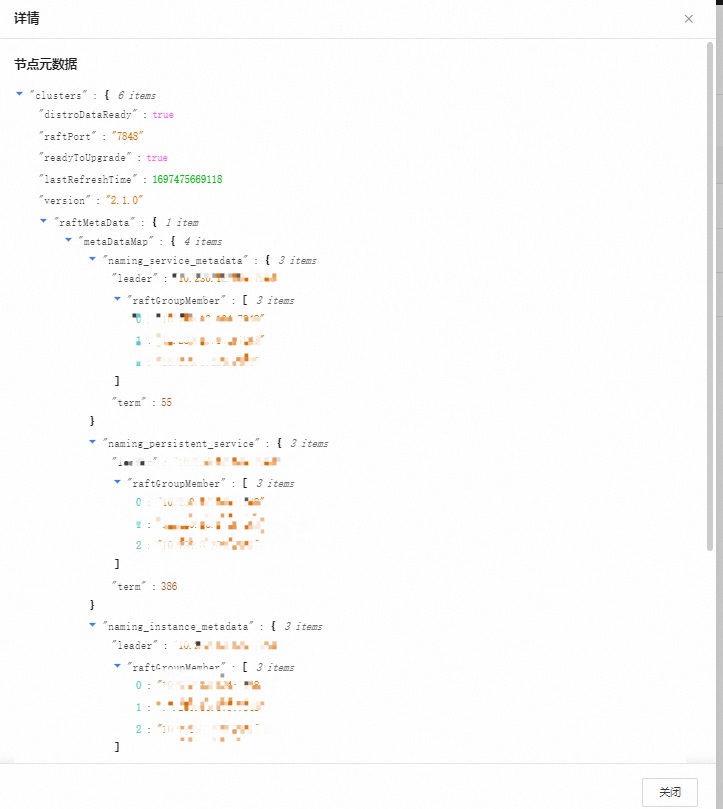 详情
节点元数据
"clusters" : { 6 items
"distroDataReady" : true
"raftPort" : "7848"
"readyToUpgrade" : true
"lastRefreshTime" : 1697475669118
"version" : "2.1.0"
"raftMetaData" : { 1 item
"metaDataMap" : { 4 items
"naming_service_metadata" : { 3 items
"leader" :
"raftGroupMember" : [ 3 items
0 :
1 :
]
"term" : 55
}
"naming_persistent_service" : { 3 items
"raftGroupMember" : [ 3 items
0 :
2 :
]
"term" : 386
}
"naming_instance_metadata" : { 3 items
"leader" :
"raftGroupMember" : [ 3 items
0 :
1 :
2 :
]
关闭